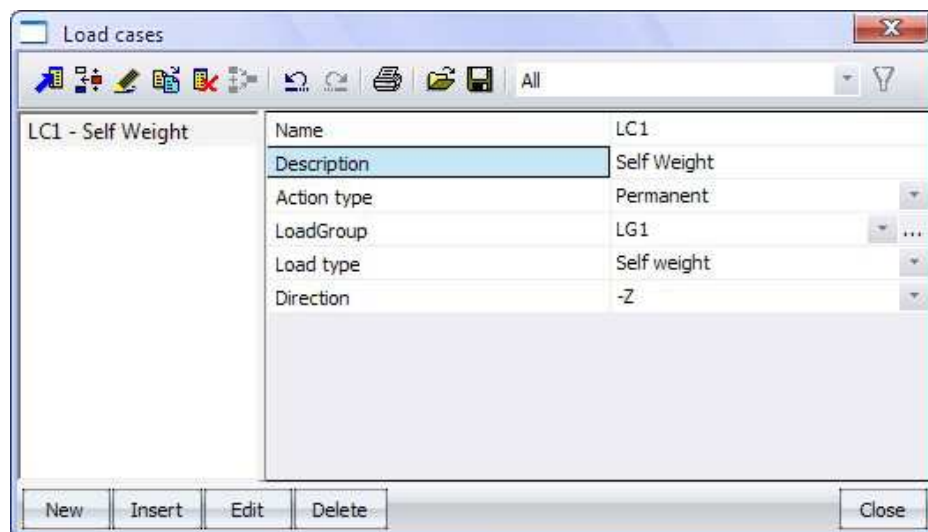 Load cases
All
LC1 - Self Weight
Name LC1
Description Self Weight
Action type Permanent
LoadGroup LG1 ...
Load type Self weight
Direction -Z
New Insert Edit Delete Close